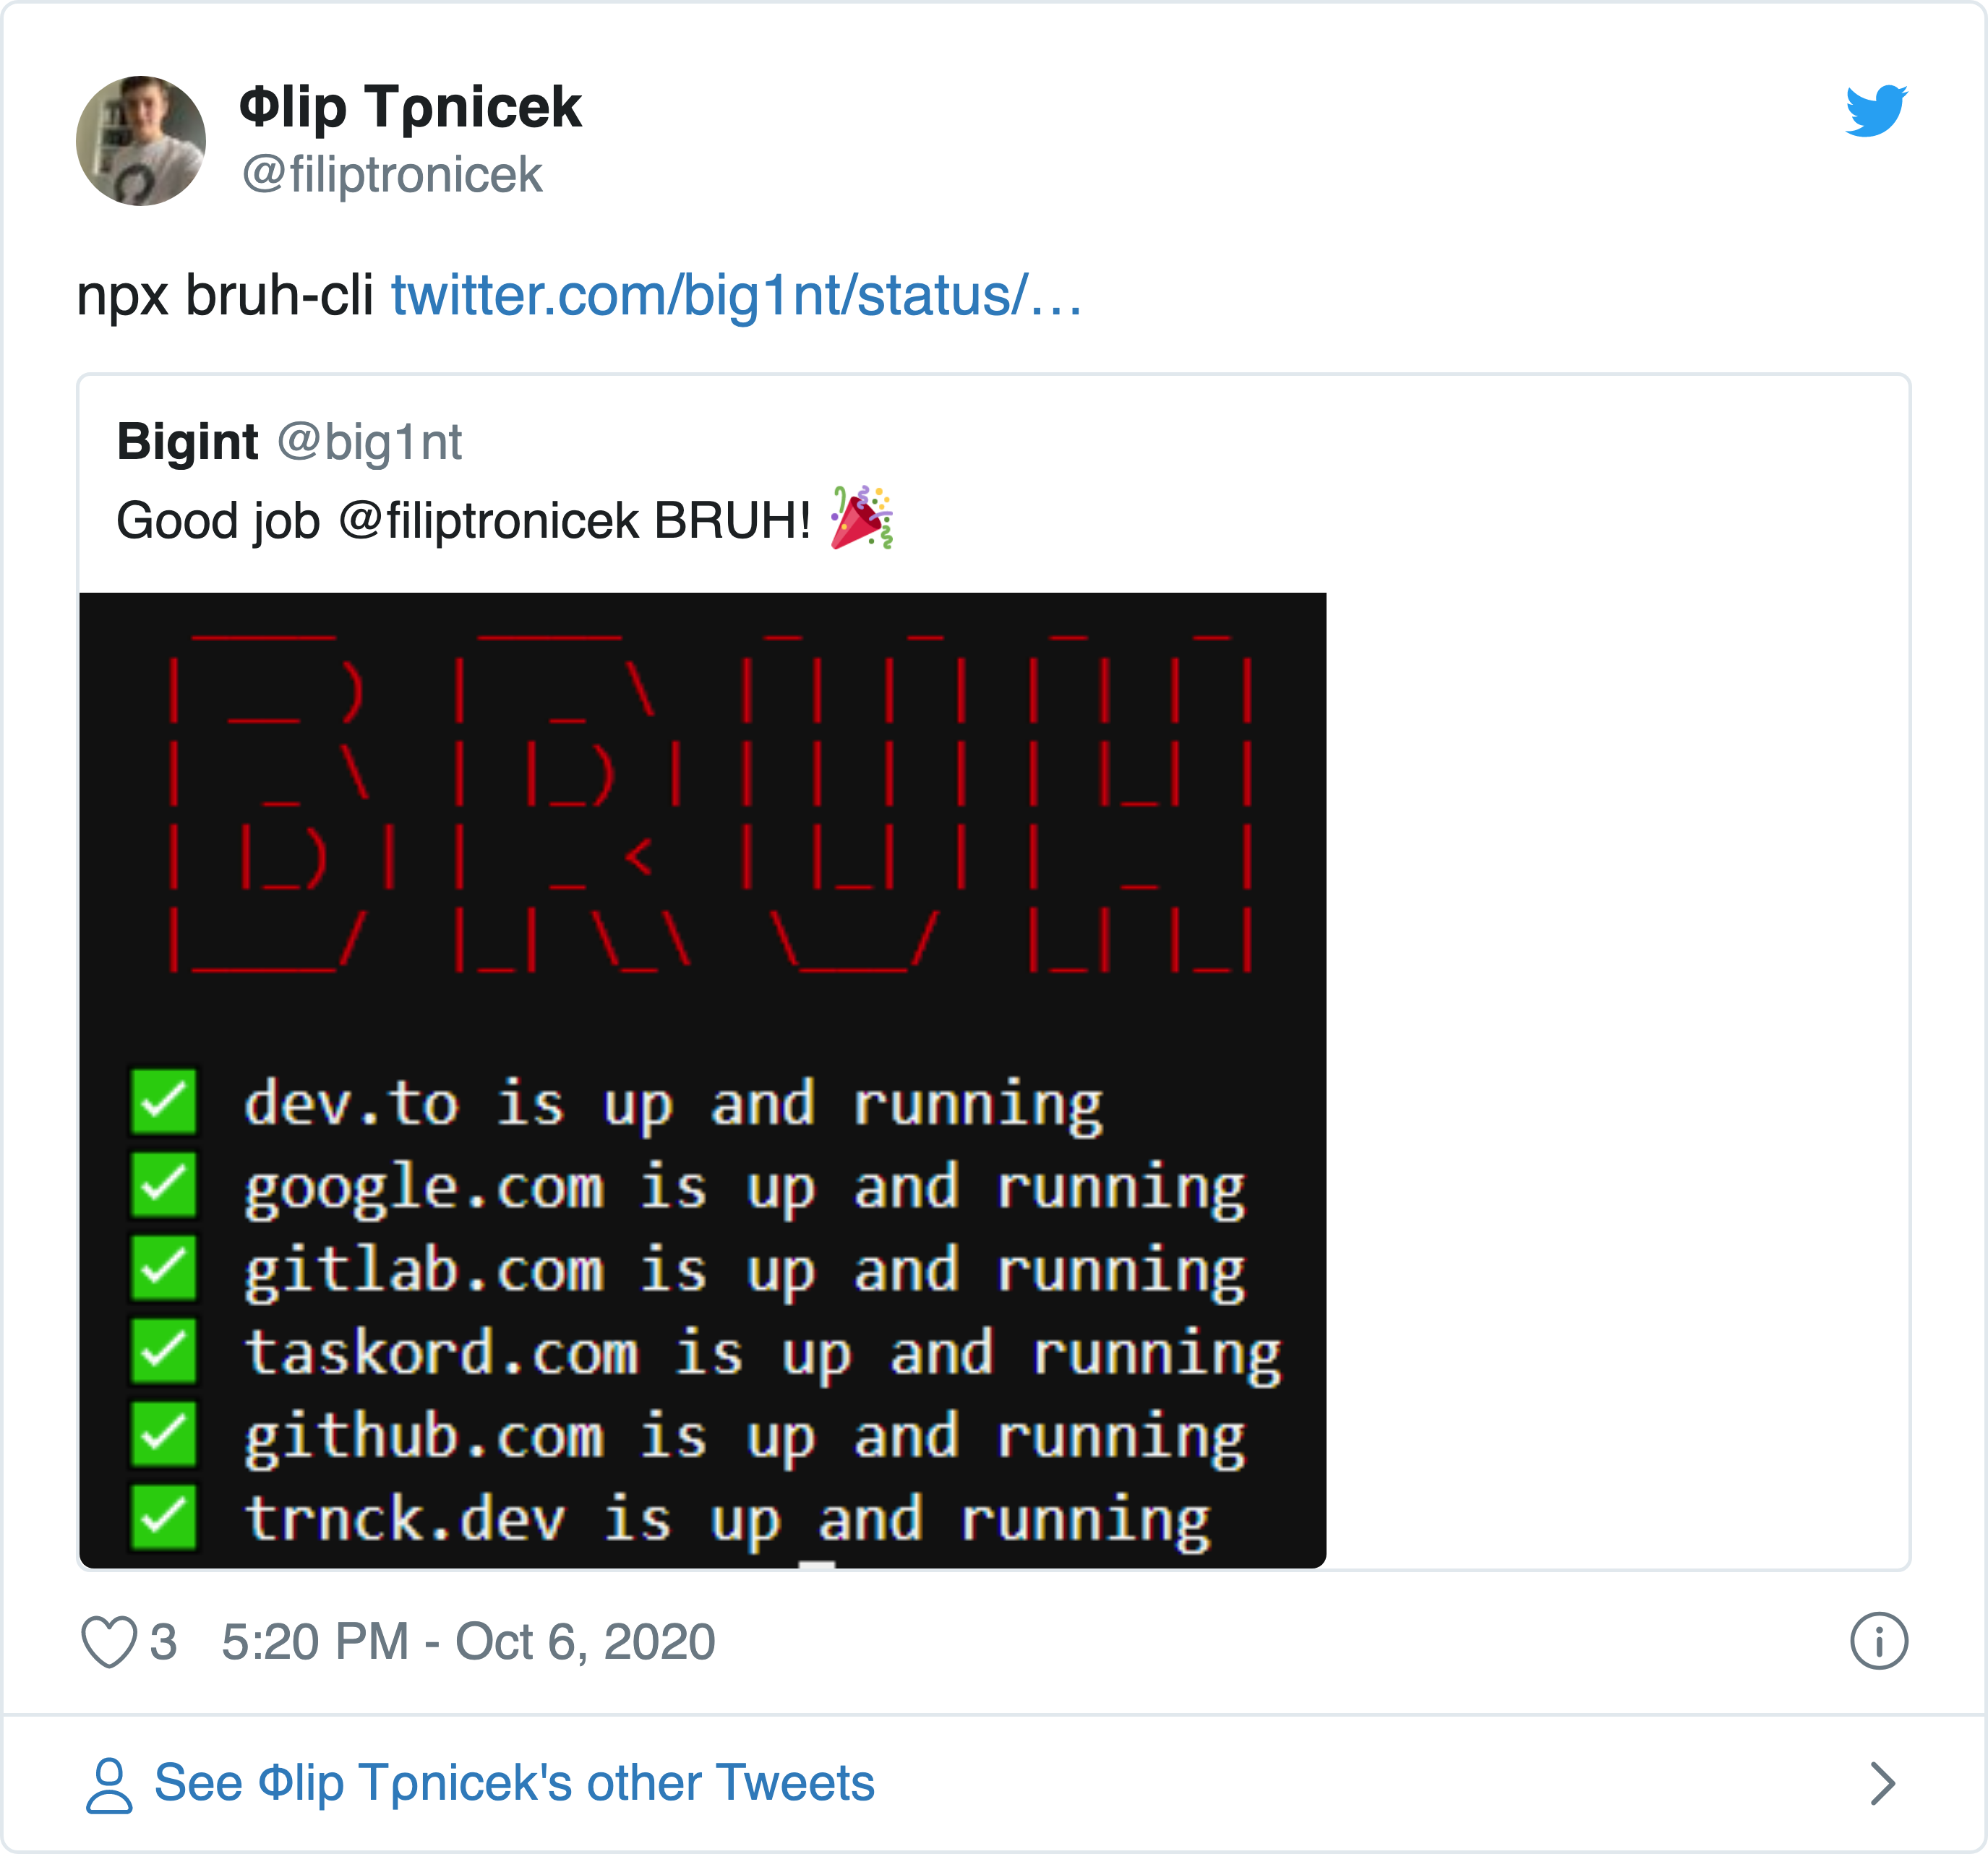 Φlip Tρnicek
@filiptronicek
npx bruh-cli twitter.com/big1nt/status/…
Bigint @big1nt
Good job @filiptronicek BRUH! 🎉
BRUH
✅ dev.to is up and running
✅ google.com is up and running
✅ gitlab.com is up and running
✅ taskord.com is up and running
✅ github.com is up and running
✅ trnck.dev is up and running
3 5:20 PM - Oct 6, 2020
See Φlip Tρnicek's other Tweets